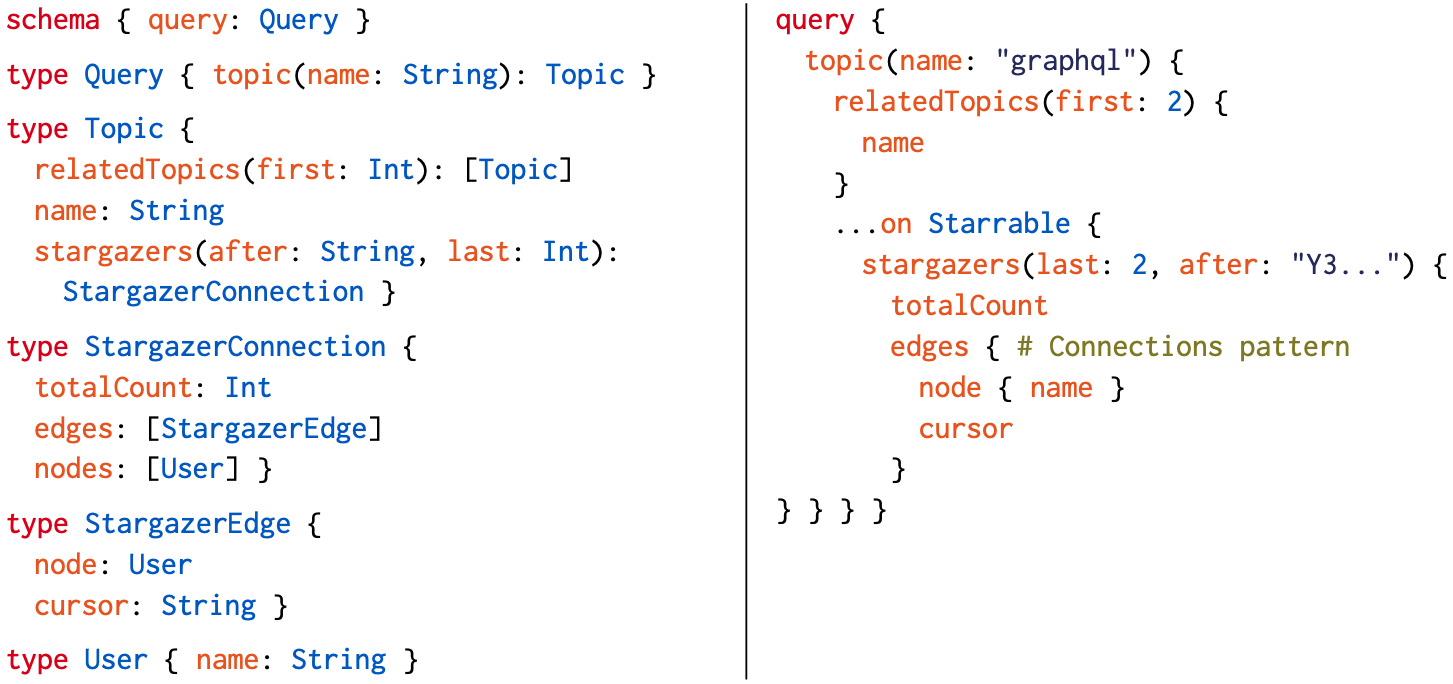 schema { query: Query }
type Query { topic(name: String): Topic }
type Topic {
  relatedTopics(first: Int): [Topic]
  name: String
  stargazers(after: String, last: Int):
    StargazerConnection }
type StargazerConnection {
  totalCount: Int
  edges: [StargazerEdge]
  nodes: [User] }
type StargazerEdge {
  node: User
  cursor: String }
type User { name: String }
query {
  topic(name: "graphql") {
    relatedTopics(first: 2) {
      name
    }
    ...on Starrable {
      stargazers(last: 2, after: "Y3...") {
        totalCount
        edges { # Connections pattern
          node { name }
          cursor
        }
} } } }